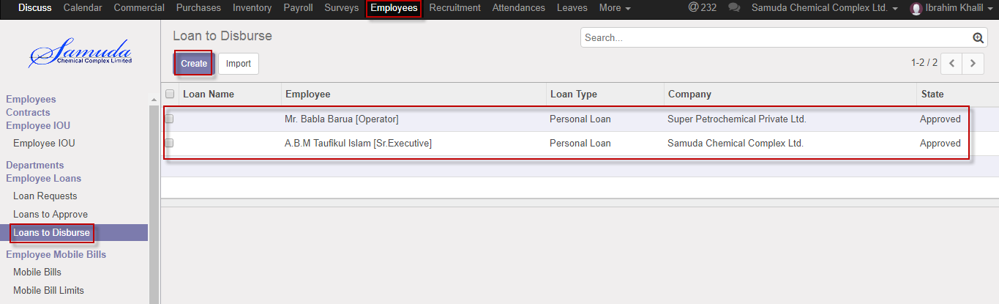 Discuss Calendar Commercial Purchases Inventory Payroll Surveys Employees Recruitment Attendances Leaves More @ 232 Samuda Chemical Complex Ltd. Ibrahim Khalil
Samuda
Chemical Complex Limited
Employees
Contracts
Employee IOU
Employee IOU
Departments
Employee Loans
Loan Requests
Loans to Approve
Loans to Disburse
Employee Mobile Bills
Mobile Bills
Mobile Bill Limits
Loan to Disburse
Search...
Create Import
1-2 / 2
Loan Name Employee Loan Type Company State
Mr. Babla Barua [Operator] Personal Loan Super Petrochemical Private Ltd. Approved
A.B.M Taufikul Islam [Sr.Executive] Personal Loan Samuda Chemical Complex Ltd. Approved